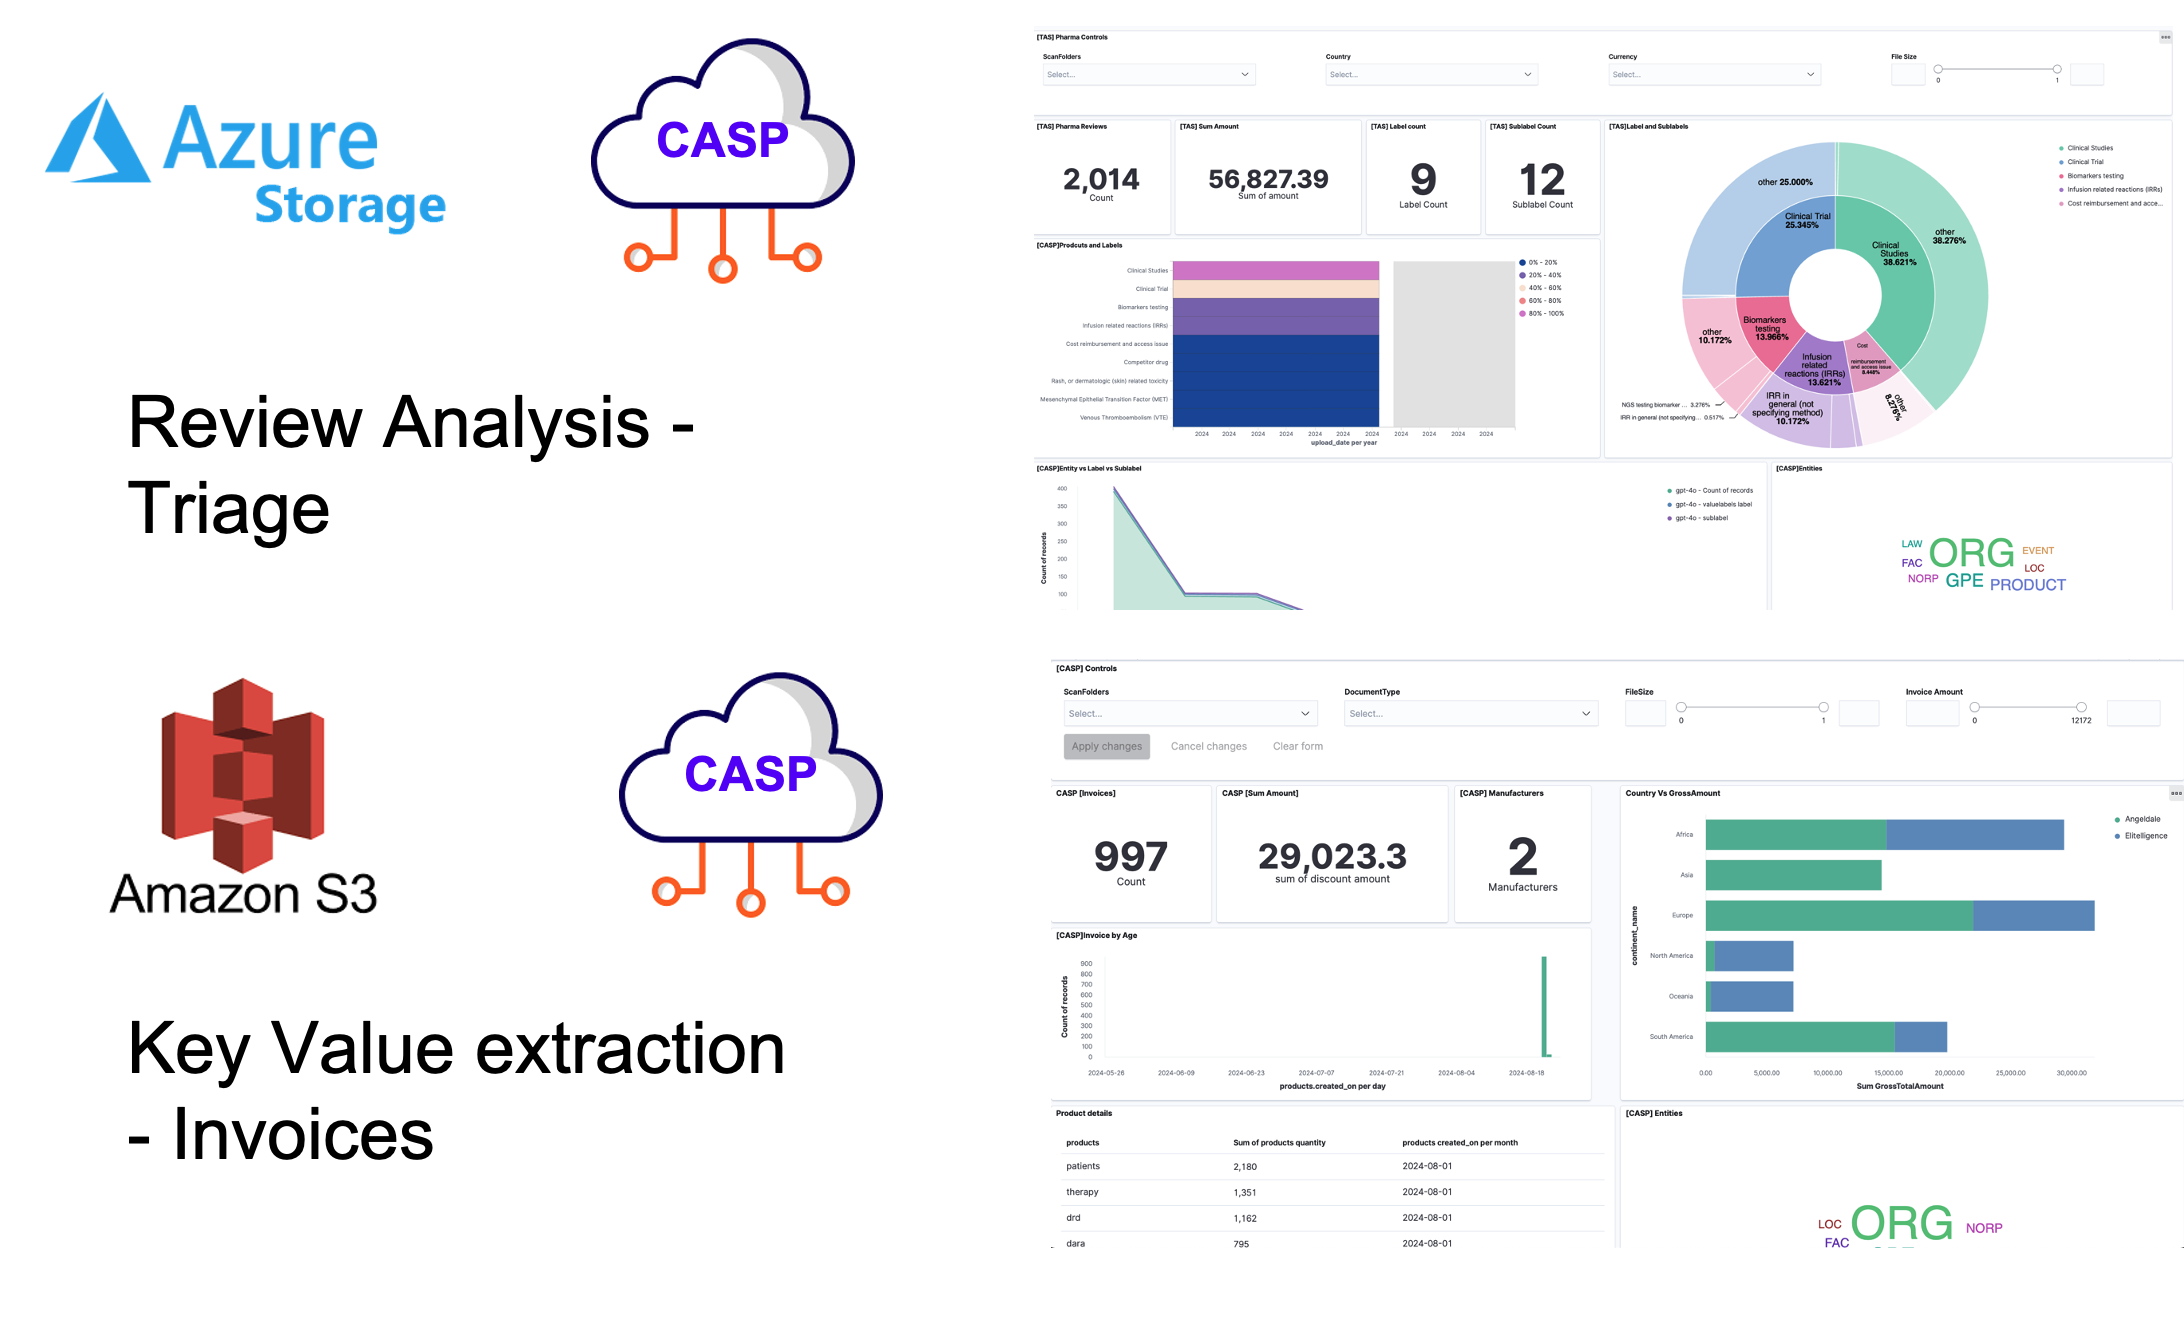 Azure
Storage
CASP
Review Analysis -
Triage
[TAS] Pharma Controls
ScanFolders
Country
Currency
File Size
Select...
Select...
Select...
0
1
[TAS] Pharma Reviews
2,014
Count
[TAS] Sum Amount
56,827.39
Sum of amount
[TAS] Label count
9
Label Count
[TAS] Sublabel Count
12
Sublabel Count
[CASP]Prodcuts and Labels
Clinical Studies
Clinical Trial
Biomarkers testing
Infusion related reactions (IRRs)
Cost reimbursement and access issue
Competitor drug
Rash, or dermatologic (skin) related toxicity
Mesenchymal Epithelial Transition Factor (MET)
Venous Thromboembolism (VTE)
2024 2024 2024 2024 2024 2024 2024 2024 2024 2024 2024
upload_date per year
0% - 20%
20% - 40%
40% - 60%
60% - 80%
80% - 100%
[TAS]Label and Sublabels
other 25.000%
Clinical Trial
25.345%
Clinical
Studies
38.621%
other
38.276%
Biomarkers
testing
13.966%
other
10.172%
Infusion
related
reactions (IRRs)
13.621%
Cost
reimbursement
and access issue
8.448%
IRR in
general (not
specifying method)
10.172%
other
8.276%
NGS testing biomarker ... 3.276%
IRR in general (not specifying... 0.517%
Clinical Studies
Clinical Trial
Biomarkers testing
Infusion related reactions (IRRs)
Cost reimbursement and acce...
[CASP]Entity vs Label vs Sublabel
Count of records
400
350
300
250
200
150
100
gpt-4o - Count of records
gpt-4o - valuelabels label
gpt-4o - sublabel
[CASP]Entities
LAW
ORG
EVENT
FAC
LOC
NORP
GPE
PRODUCT
Amazon S3
CASP
Key Value extraction
- Invoices
[CASP] Controls
ScanFolders
DocumentType
FileSize
Invoice Amount
Select...
Select...
0
1
0
12172
Apply changes
Cancel changes
Clear form
CASP [Invoices]
997
Count
CASP [Sum Amount]
29,023.3
sum of discount amount
[CASP] Manufacturers
2
Manufacturers
[CASP]Invoice by Age
Count of records
900
800
700
600
500
400
300
200
100
0
2024-05-26 2024-06-09 2024-06-23 2024-07-07 2024-07-21 2024-08-04 2024-08-18
products.created_on per day
Country Vs GrossAmount
continent_name
Africa
Asia
Europe
North America
Oceania
South America
0.00 5,000.00 10,000.00 15,000.00 20,000.00 25,000.00 30,000.00
Sum GrossTotalAmount
Angeldale
Elitelligence
Product details
products Sum of products quantity products created_on per month
patients 2,180 2024-08-01
therapy 1,351 2024-08-01
drd 1,162 2024-08-01
dara 795 2024-08-01
[CASP] Entities
LOC
ORG
NORP
FAC